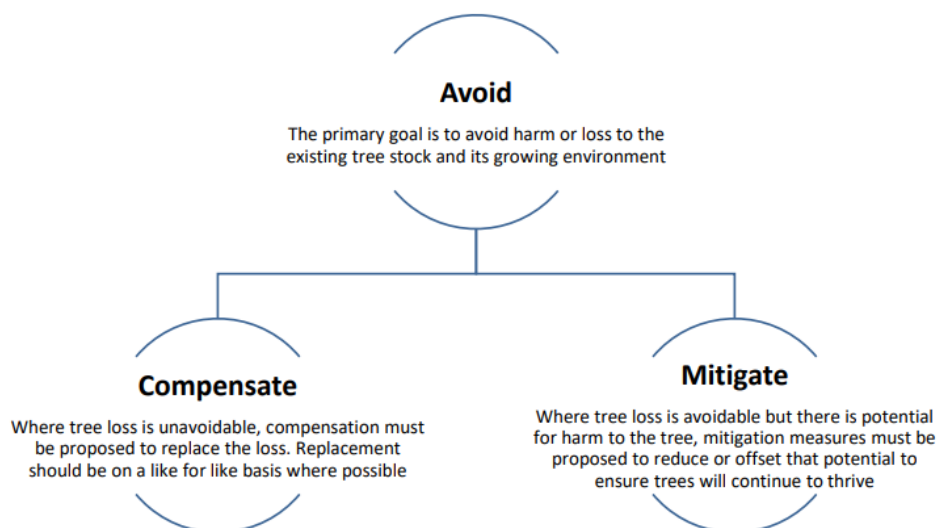 Avoid
The primary goal is to avoid harm or loss to the
existing tree stock and its growing environment
Compensate
Where tree loss is unavoidable, compensation must
be proposed to replace the loss. Replacement
should be on a like for like basis where possible
Mitigate
Where tree loss is avoidable but there is potential
for harm to the tree, mitigation measures must be
proposed to reduce or offset that potential to
ensure trees will continue to thrive